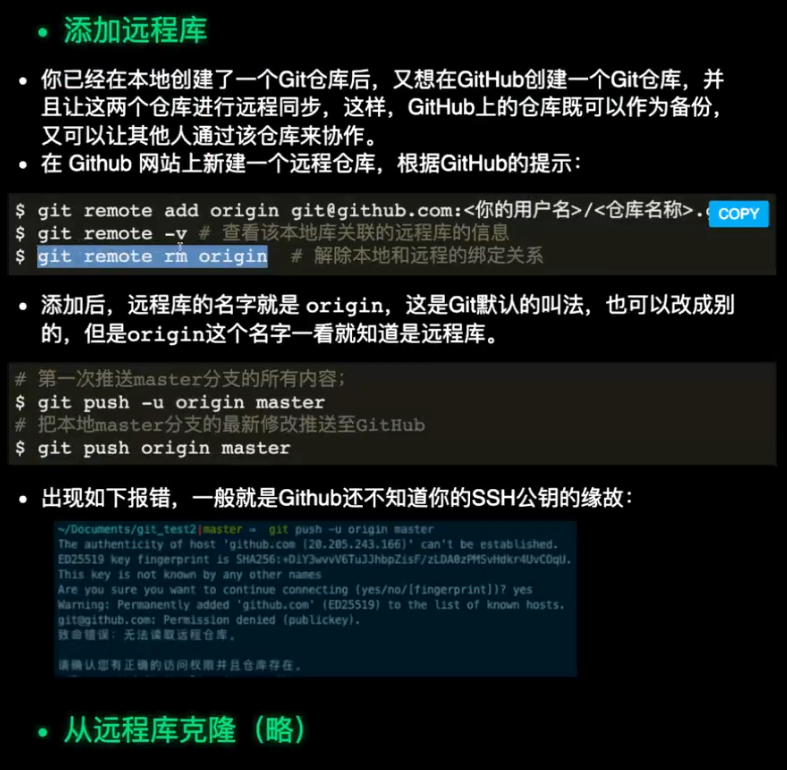 添加远程库
你已经在本地创建了一个Git仓库后，又想在GitHub创建一个Git仓库，并
且让这两个仓库进行远程同步，这样，GitHub上的仓库既可以作为备份，
又可以让其他人通过该仓库来协作。
在 Github 网站上新建一个远程仓库，根据GitHub的提示：
$ git remote add origin git@github.com:<你的用户名>/<仓库名称>.g
COPY
$ git remote -v # 查看该本地库关联的远程库的信息
$ git remote rm origin # 解除本地和远程的绑定关系
添加后，远程库的名字就是 origin，这是Git默认的叫法，也可以改成别
的，但是origin这个名字一看就知道是远程库。
# 第一次推送master分支的所有内容；
$ git push -u origin master
# 把本地master分支的最新修改推送至GitHub
$ git push origin master
出现如下报错，一般就是Github还不知道你的SSH公钥的缘故：
~/Documents/git_test2|master → git push -u origin master
The authenticity of host 'github.com (20.205.243.166)' can't be established.
ED25519 key fingerprint is SHA256:+DiY3wvvV6TuJJhbpZisF/zLDA0zPMSvHdkr4UvCOqU.
This key is not known by any other names
Are you sure you want to continue connecting (yes/no/[fingerprint])? yes
Warning: Permanently added 'github.com' (ED25519) to the list of known hosts.
git@github.com: Permission denied (publickey).
致命错误：无法读取远程仓库。
请确认您有正确的访问权限并且仓库存在。
从远程库克隆（略）